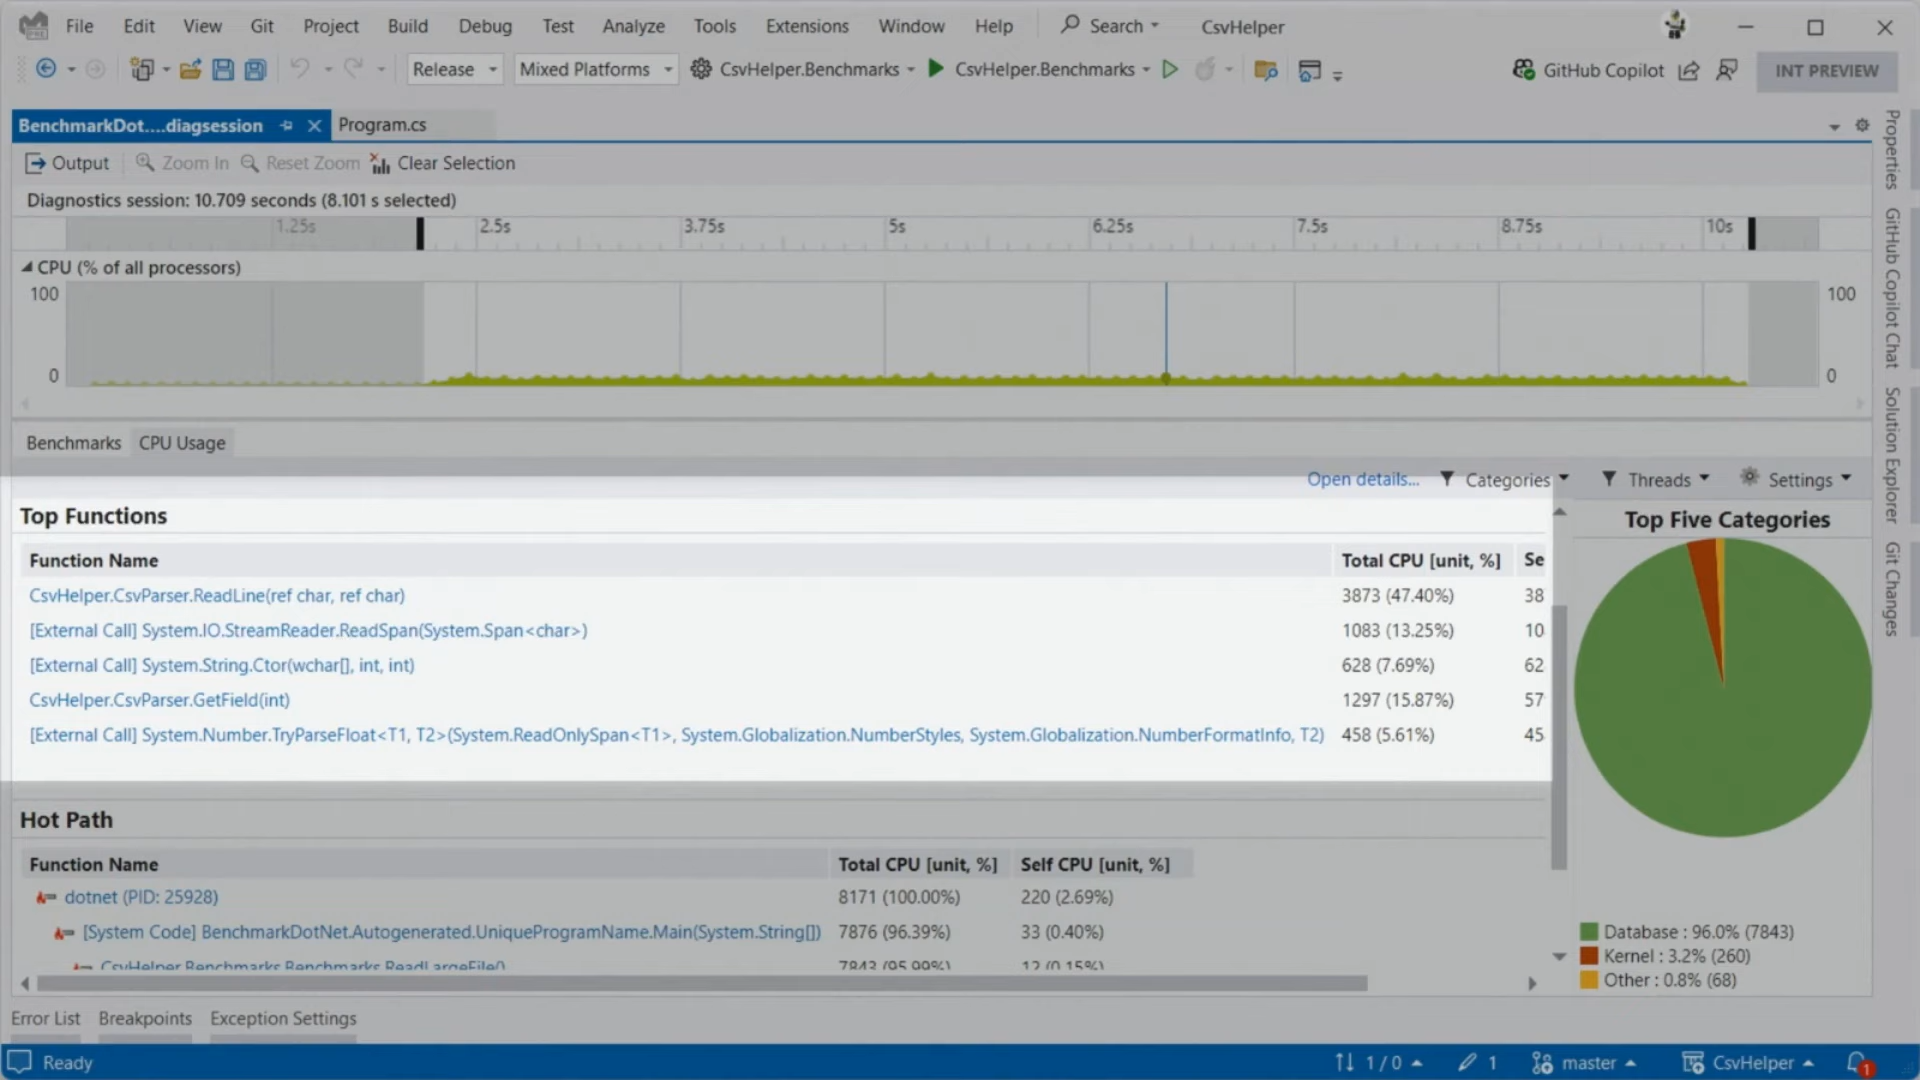 File Edit View Git Project Build Debug Test Analyze Tools Extensions Window Help Search CsvHelper
Release Mixed Platforms CsvHelper.Benchmarks CsvHelper.Benchmarks GitHub Copilot INT PREVIEW
BenchmarkDot....diagsession Program.cs
Output Zoom In Reset Zoom Clear Selection
Diagnostics session: 10.709 seconds (8.101 s selected)
1.25s 2.5s 3.75s 5s 6.25s 7.5s 8.75s 10s
CPU (% of all processors)
100 100
0 0
Benchmarks CPU Usage
Open details... Categories Threads Settings
Top Functions
Function Name Total CPU [unit, %] Se
CsvHelper.CsvParser.ReadLine(ref char, ref char) 3873 (47.40%) 38
[External Call] System.IO.StreamReader.ReadSpan(System.Span<char>) 1083 (13.25%) 10
[External Call] System.String.Ctor(wchar[], int, int) 628 (7.69%) 62
CsvHelper.CsvParser.GetField(int) 1297 (15.87%) 57
[External Call] System.Number.TryParseFloat<T1, T2>(System.ReadOnlySpan<T1>, System.Globalization.NumberStyles, System.Globalization.NumberFormatInfo, T2) 458 (5.61%) 45
Top Five Categories
Database : 96.0% (7843)
Kernel : 3.2% (260)
Other : 0.8% (68)
Hot Path
Function Name Total CPU [unit, %] Self CPU [unit, %]
dotnet (PID: 25928) 8171 (100.00%) 220 (2.69%)
[System Code] BenchmarkDotNet.Autogenerated.UniqueProgramName.Main(System.String[]) 7876 (96.39%) 33 (0.40%)
CsvHelper.Benchmarks.Benchmarks.ReadLargeFile() 7843 (95.99%) 12 (0.15%)
Properties
GitHub Copilot Chat
Solution Explorer
Git Changes
Error List Breakpoints Exception Settings
Ready 1 / 0 1 master CsvHelper 1